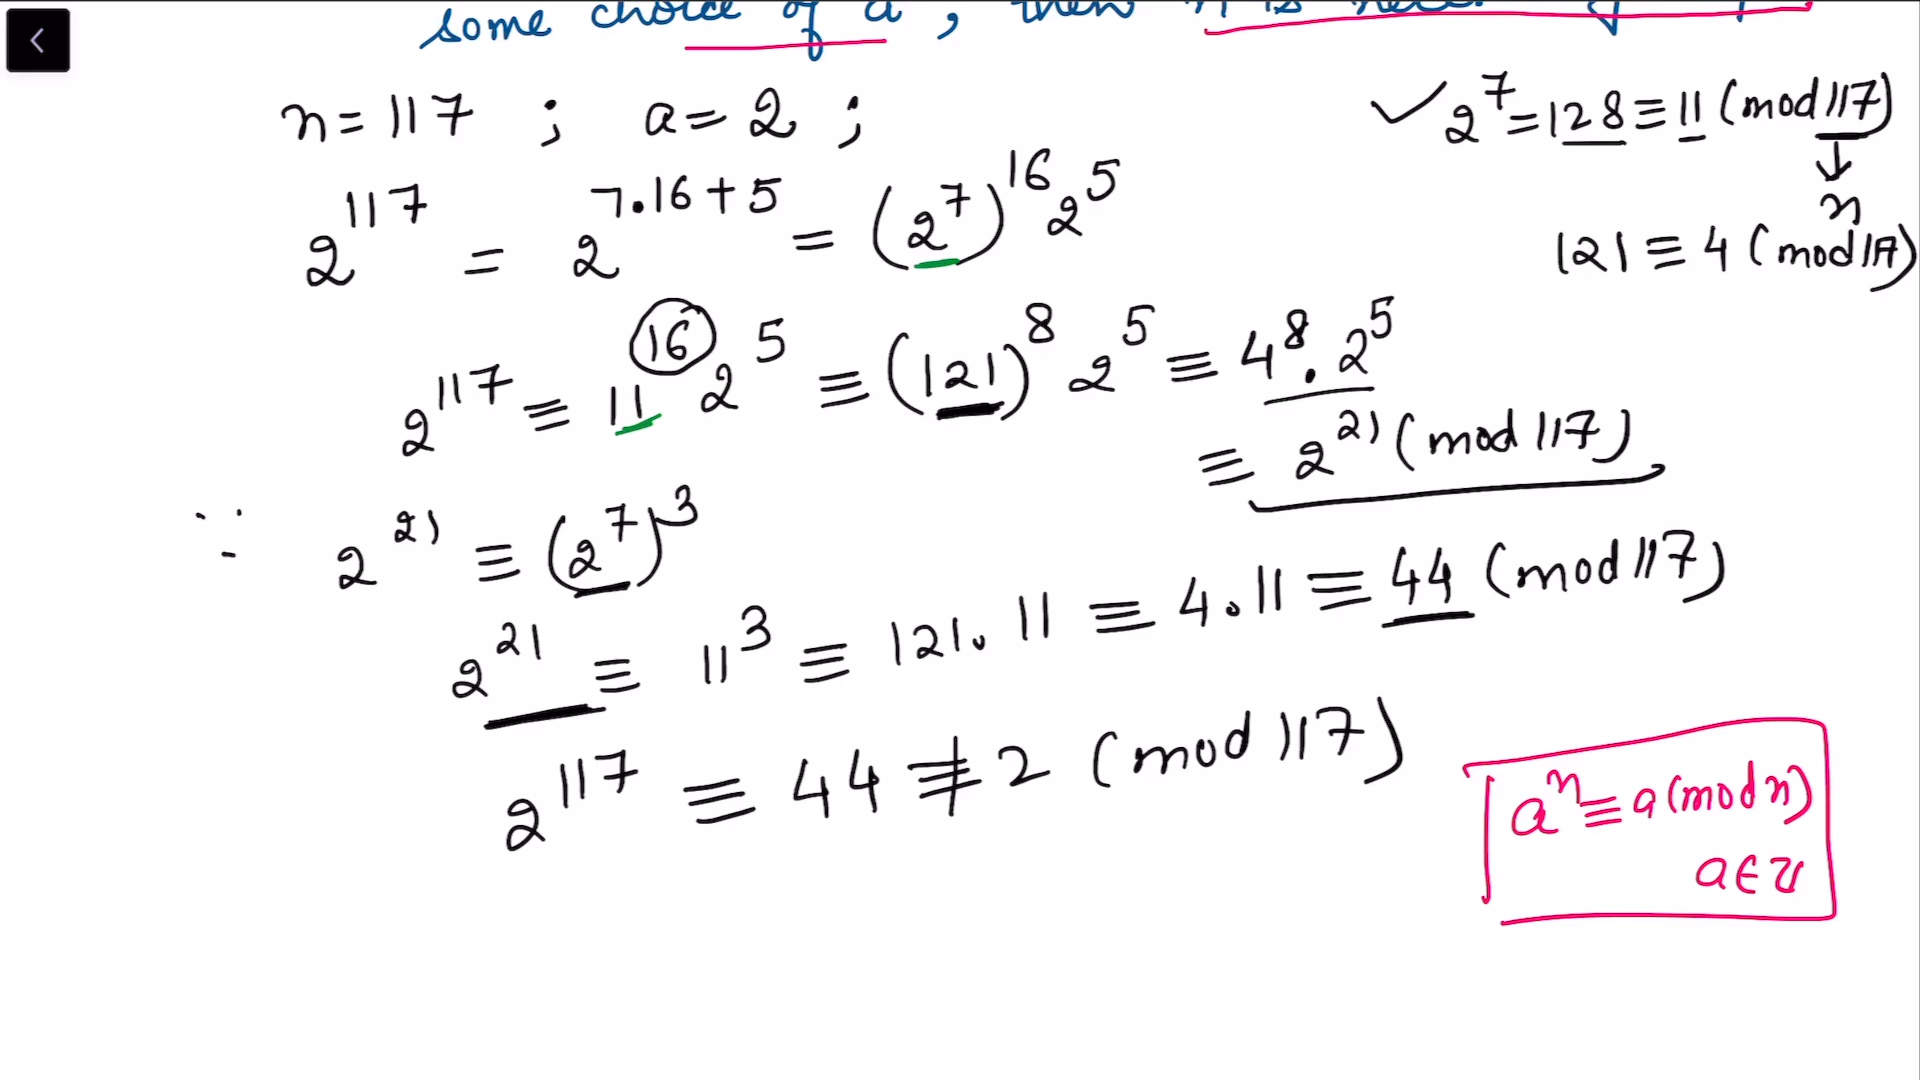 some choice of a, then n is
n = 117 ; a = 2 ;
✓ 2^7 = 128 ≡ 11 (mod 117)
↓
n
2^117 = 2^(7.16+5) = (2^7)^16 2^5
121 ≡ 4 (mod 117)
2^117 ≡ 11^16 2^5 ≡ (121)^8 2^5 ≡ 4^8 . 2^5
≡ 2^21 (mod 117)
∵ 2^21 ≡ (2^7)^3
2^21 ≡ 11^3 ≡ 121. 11 ≡ 4.11 ≡ 44 (mod 117)
2^117 ≡ 44 ≢ 2 (mod 117)
a^n ≡ a (mod n)
a ∈ ℤ